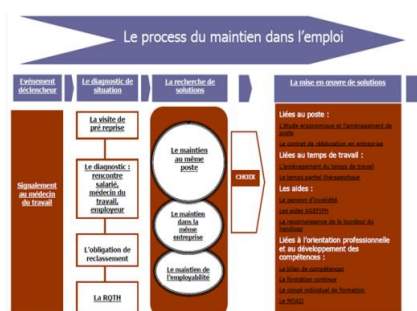 Le process du maintien dans l'emploi
Evénement
déclencheur
Le diagnostic de
situation
La recherche de
solutions
La mise en œuvre de solutions
Signalement
au médecin
du travail
La visite de
pré reprise
Le diagnostic :
rencontre
salarié,
médecin du
travail,
employeur
L'obligation de
reclassement
La RQTH
Le maintien
au même
poste
Le maintien
dans la
même
entreprise
Le maintien de
l'employabilité
CHOIX
Liées au poste :
L'étude ergonomique et l'aménagement de
poste
Le contrat de rééducation en entreprise
Liées au temps de travail :
L'aménagement du temps de travail
Le temps partiel thérapeutique
Les aides :
La pension d'invalidité
Les aides AGEFIPH
La reconnaissance de la lourdeur du
handicap
Liées à l'orientation professionnelle
et au développement des
compétences :
Le bilan de compétences
La formation continue
Le congé individuel de formation
Le MOADI